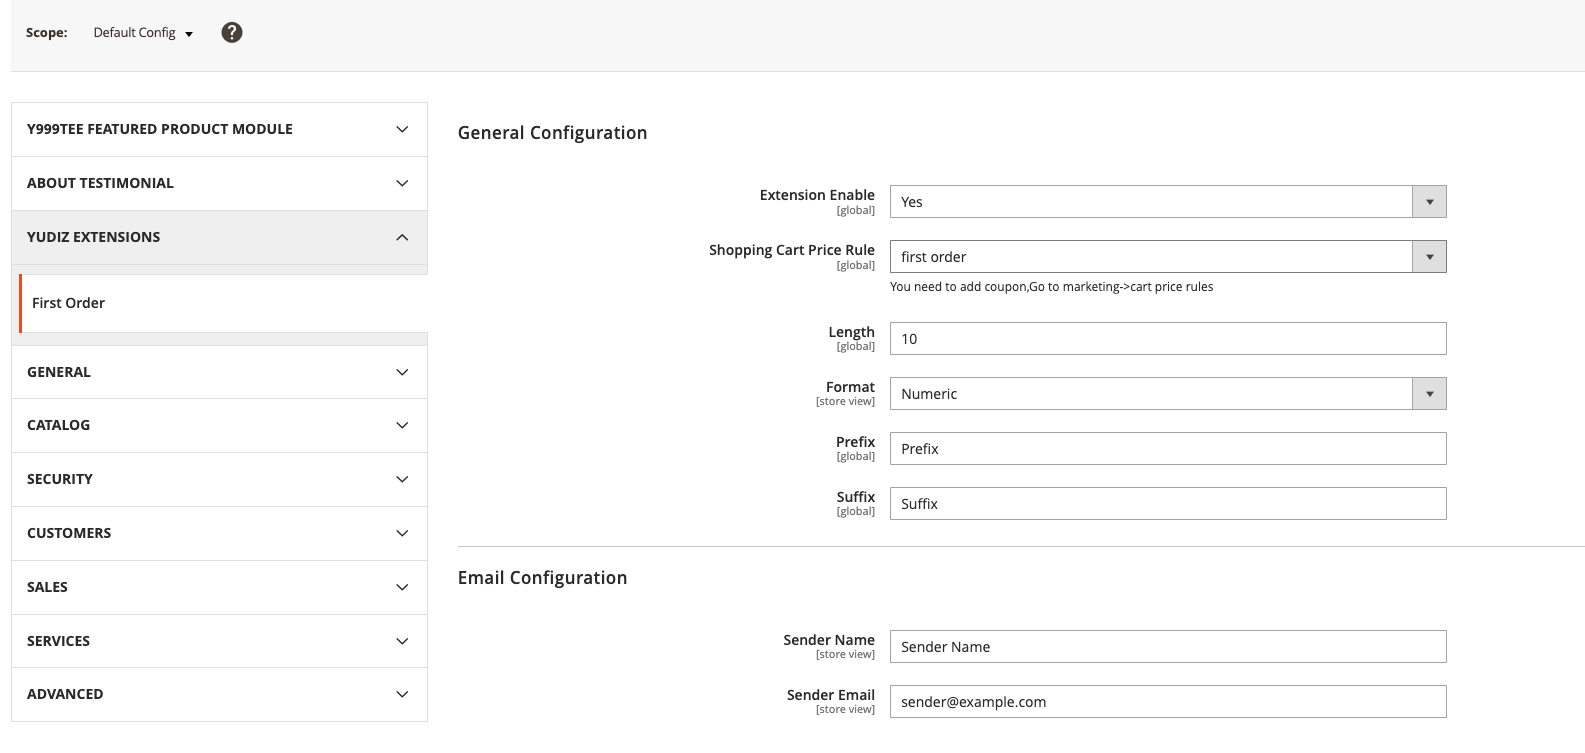 Scope: Default Config ?
Y999TEE FEATURED PRODUCT MODULE
ABOUT TESTIMONIAL
YUDIZ EXTENSIONS
First Order
GENERAL
CATALOG
SECURITY
CUSTOMERS
SALES
SERVICES
ADVANCED
General Configuration
Extension Enable Yes
[global]
Shopping Cart Price Rule first order
[global]
You need to add coupon,Go to marketing->cart price rules
Length 10
[global]
Format Numeric
[store view]
Prefix Prefix
[global]
Suffix Suffix
[global]
Email Configuration
Sender Name Sender Name
[store view]
Sender Email sender@example.com
[store view]